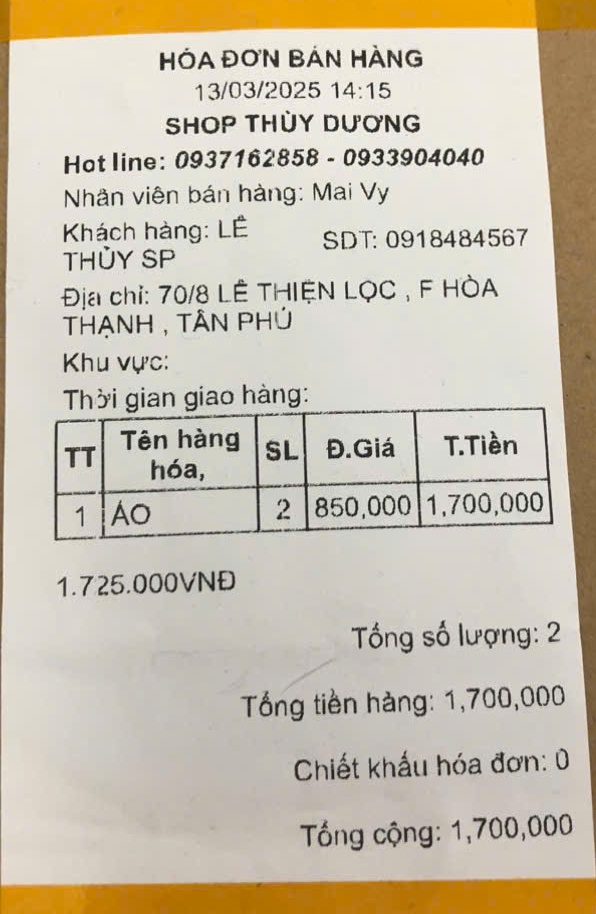 HÓA ĐƠN BÁN HÀNG
13/03/2025 14:15
SHOP THÙY DƯƠNG
Hot line: 0937162858 - 0933904040
Nhân viên bán hàng: Mai Vy
Khách hàng: LÊ THỦY SP SDT: 0918484567
Địa chỉ: 70/8 LÊ THIỆN LỌC , F HÒA
THẠNH , TÂN PHÚ
Khu vực:
Thời gian giao hàng:
TT Tên hàng hóa, SL Đ.Giá T.Tiền
1 ÁO 2 850,000 1,700,000
1.725.000VNĐ
Tổng số lượng: 2
Tổng tiền hàng: 1,700,000
Chiết khấu hóa đơn: 0
Tổng cộng: 1,700,000